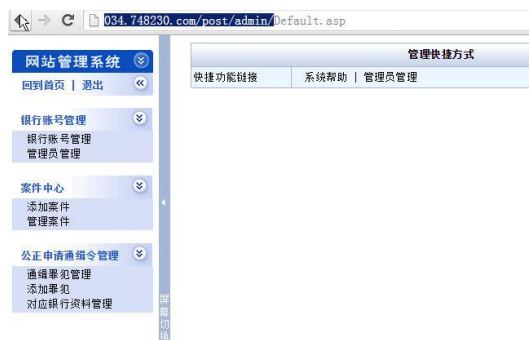 034.748230.com/post/admin/Default.asp
网站管理系统
回到首页 | 退出
银行账号管理
银行账号管理
管理员管理
案件中心
添加案件
管理案件
公正申请通缉令管理
通缉罪犯管理
添加罪犯
对应银行资料管理
屏幕切换
管理快捷方式
快捷功能链接 系统帮助 | 管理员管理